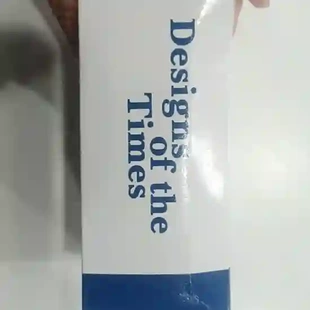 Designs
of the
Times